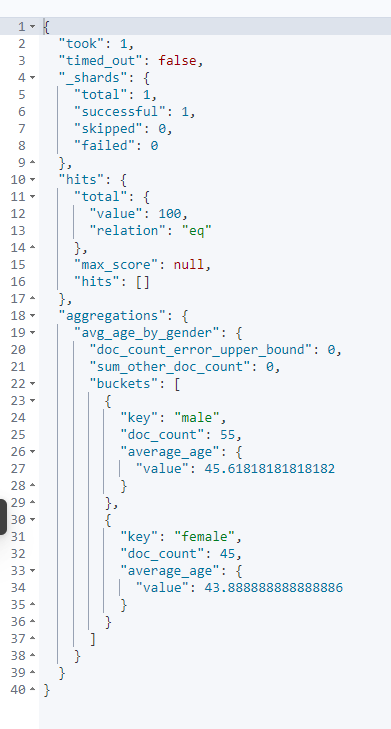 1 {
2 "took": 1,
3 "timed_out": false,
4 "_shards": {
5 "total": 1,
6 "successful": 1,
7 "skipped": 0,
8 "failed": 0
9 },
10 "hits": {
11 "total": {
12 "value": 100,
13 "relation": "eq"
14 },
15 "max_score": null,
16 "hits": []
17 },
18 "aggregations": {
19 "avg_age_by_gender": {
20 "doc_count_error_upper_bound": 0,
21 "sum_other_doc_count": 0,
22 "buckets": [
23 {
24 "key": "male",
25 "doc_count": 55,
26 "average_age": {
27 "value": 45.61818181818182
28 }
29 },
30 {
31 "key": "female",
32 "doc_count": 45,
33 "average_age": {
34 "value": 43.888888888888886
35 }
36 }
37 ]
38 }
39 }
40 }